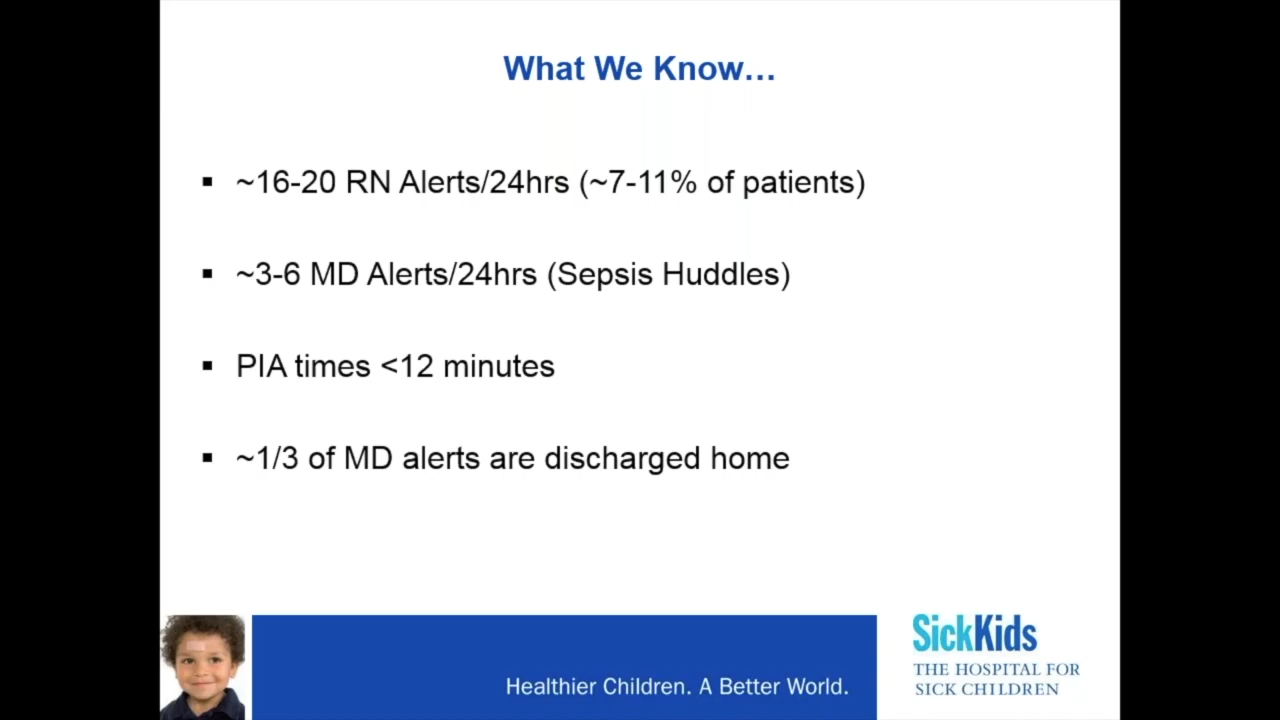 What We Know…
▪ ~16-20 RN Alerts/24hrs (~7-11% of patients)
▪ ~3-6 MD Alerts/24hrs (Sepsis Huddles)
▪ PIA times <12 minutes
▪ ~1/3 of MD alerts are discharged home
Healthier Children. A Better World.
SickKids
THE HOSPITAL FOR
SICK CHILDREN